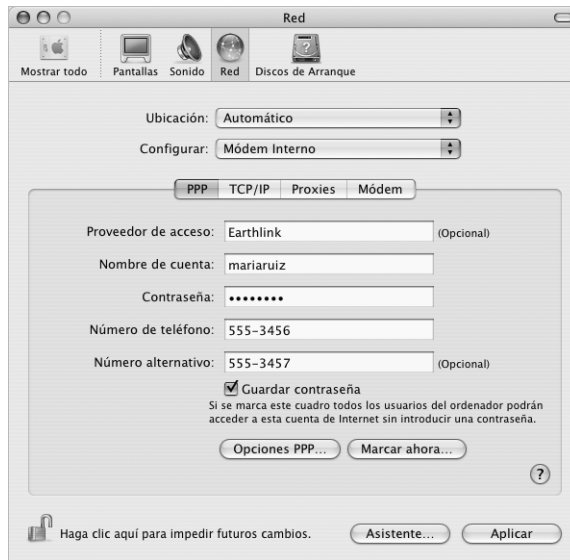 Red
Mostrar todo Pantallas Sonido Red Discos de Arranque
Ubicación: Automático
Configurar: Módem Interno
PPP TCP/IP Proxies Módem
Proveedor de acceso: Earthlink (Opcional)
Nombre de cuenta: mariaruiz
Contraseña: ••••••••
Número de teléfono: 555-3456
Número alternativo: 555-3457 (Opcional)
Guardar contraseña
Si se marca este cuadro todos los usuarios del ordenador podrán
acceder a esta cuenta de Internet sin introducir una contraseña.
Opciones PPP... Marcar ahora...
?
Haga clic aquí para impedir futuros cambios. Asistente... Aplicar